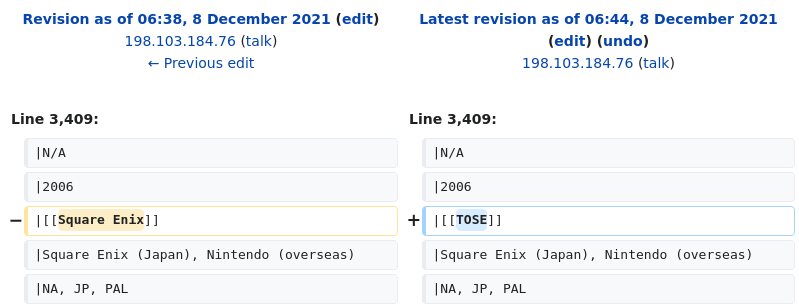 Revision as of 06:38, 8 December 2021 (edit)
198.103.184.76 (talk)
← Previous edit
Latest revision as of 06:44, 8 December 2021
(edit) (undo)
198.103.184.76 (talk)
Line 3,409:
Line 3,409:
|N/A
|N/A
|2006
|2006
− |[[Square Enix]]
+ |[[TOSE]]
|Square Enix (Japan), Nintendo (overseas)
|Square Enix (Japan), Nintendo (overseas)
|NA, JP, PAL
|NA, JP, PAL